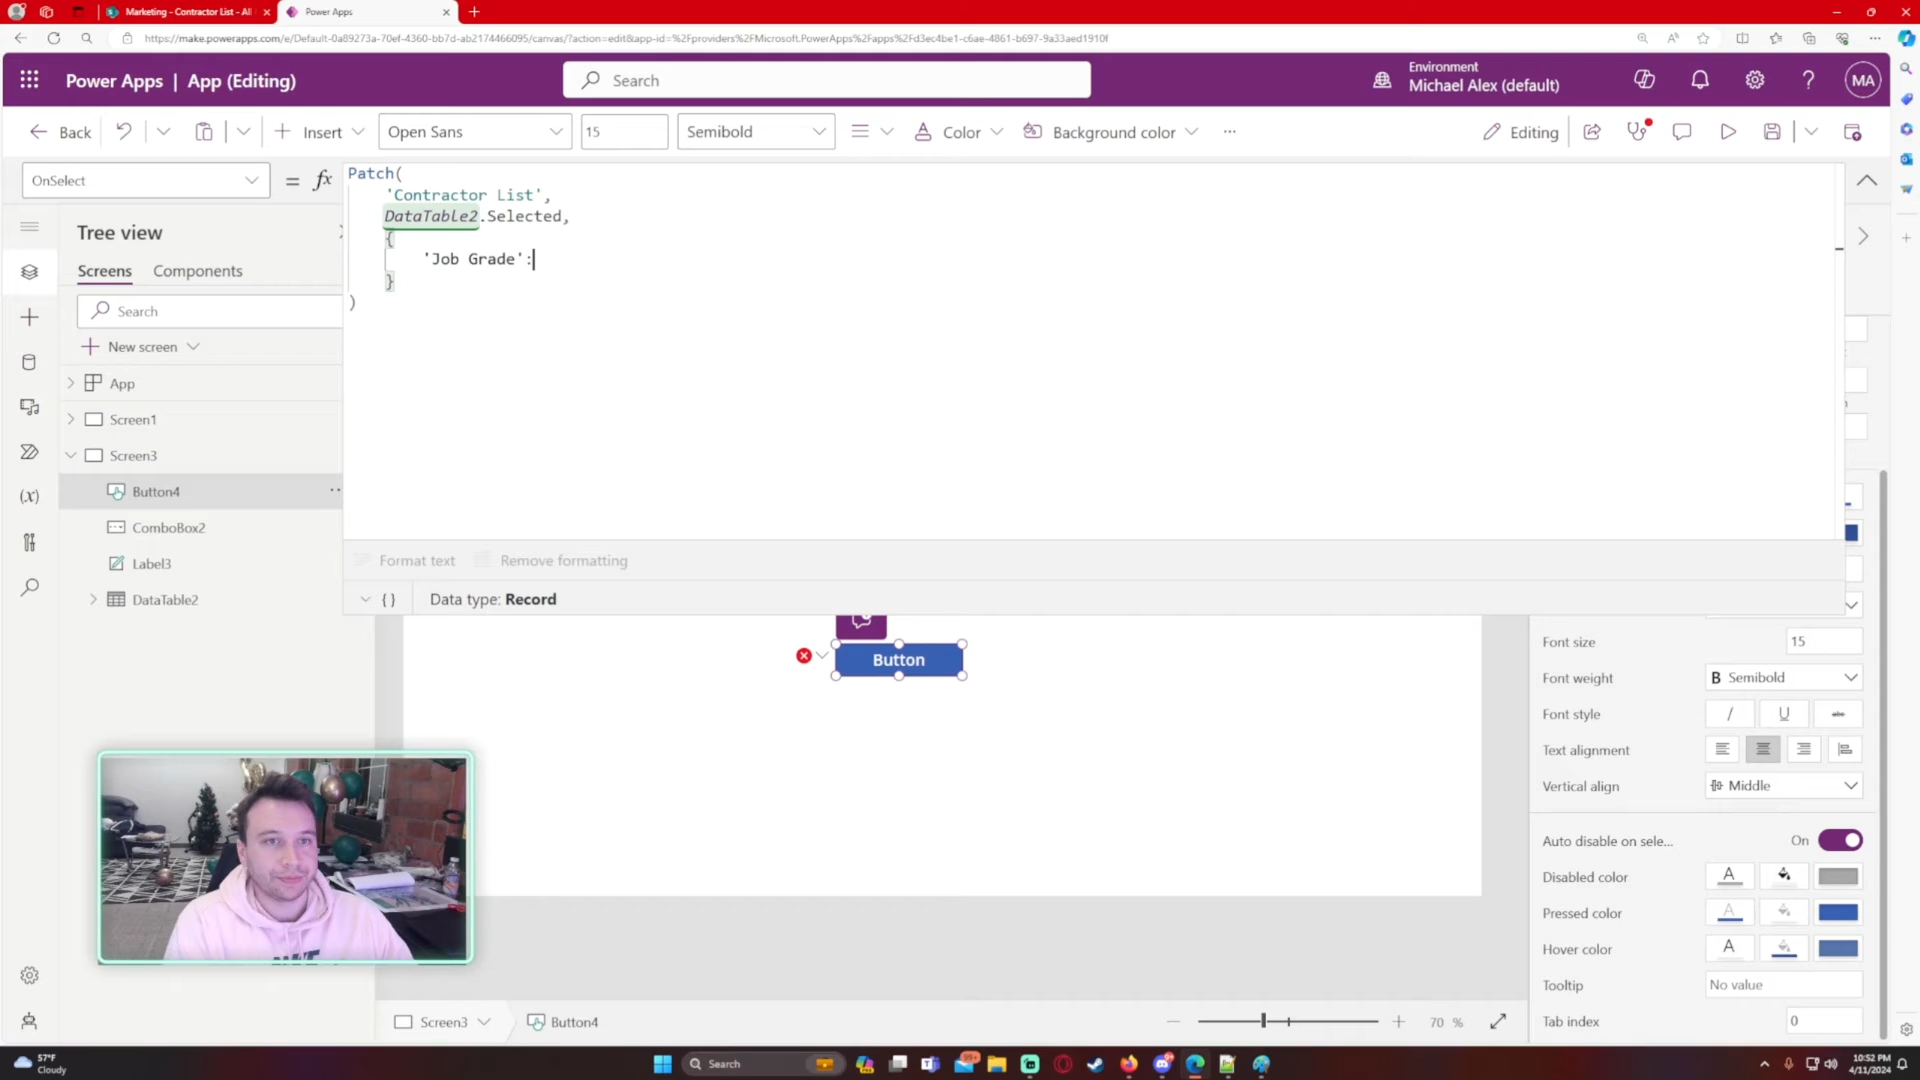 Marketing - Contractor List - All
Power Apps
https://make.powerapps.com/e/Default-0a89273a-70ef-4360-bb7d-ab2174466095/canvas/?action=edit&app-id=%2Fproviders%2FMicrosoft.PowerApps%2Fapps%2Fd3ec4be1-c6ae-4861-b697-9a33aed1910f
Power Apps | App (Editing)
Search
Environment
Michael Alex (default)
MA
Back
Insert
Open Sans
15
Semibold
Color
Background color
Editing
OnSelect
= fx
Patch(
'Contractor List',
DataTable2.Selected,
{
'Job Grade':
}
)
Tree view
Screens
Components
Search
New screen
App
Screen1
Screen3
Button4
ComboBox2
Label3
DataTable2
Format text
Remove formatting
{ } Data type: Record
Button
Font size
15
Font weight
B Semibold
Font style
/ U abc
Text alignment
Vertical align
Middle
Auto disable on sele...
On
Disabled color
Pressed color
Hover color
Tooltip
No value
Tab index
0
Screen3
Button4
70 %
57°F
Cloudy
Search
99+
10:52 PM
4/11/2024